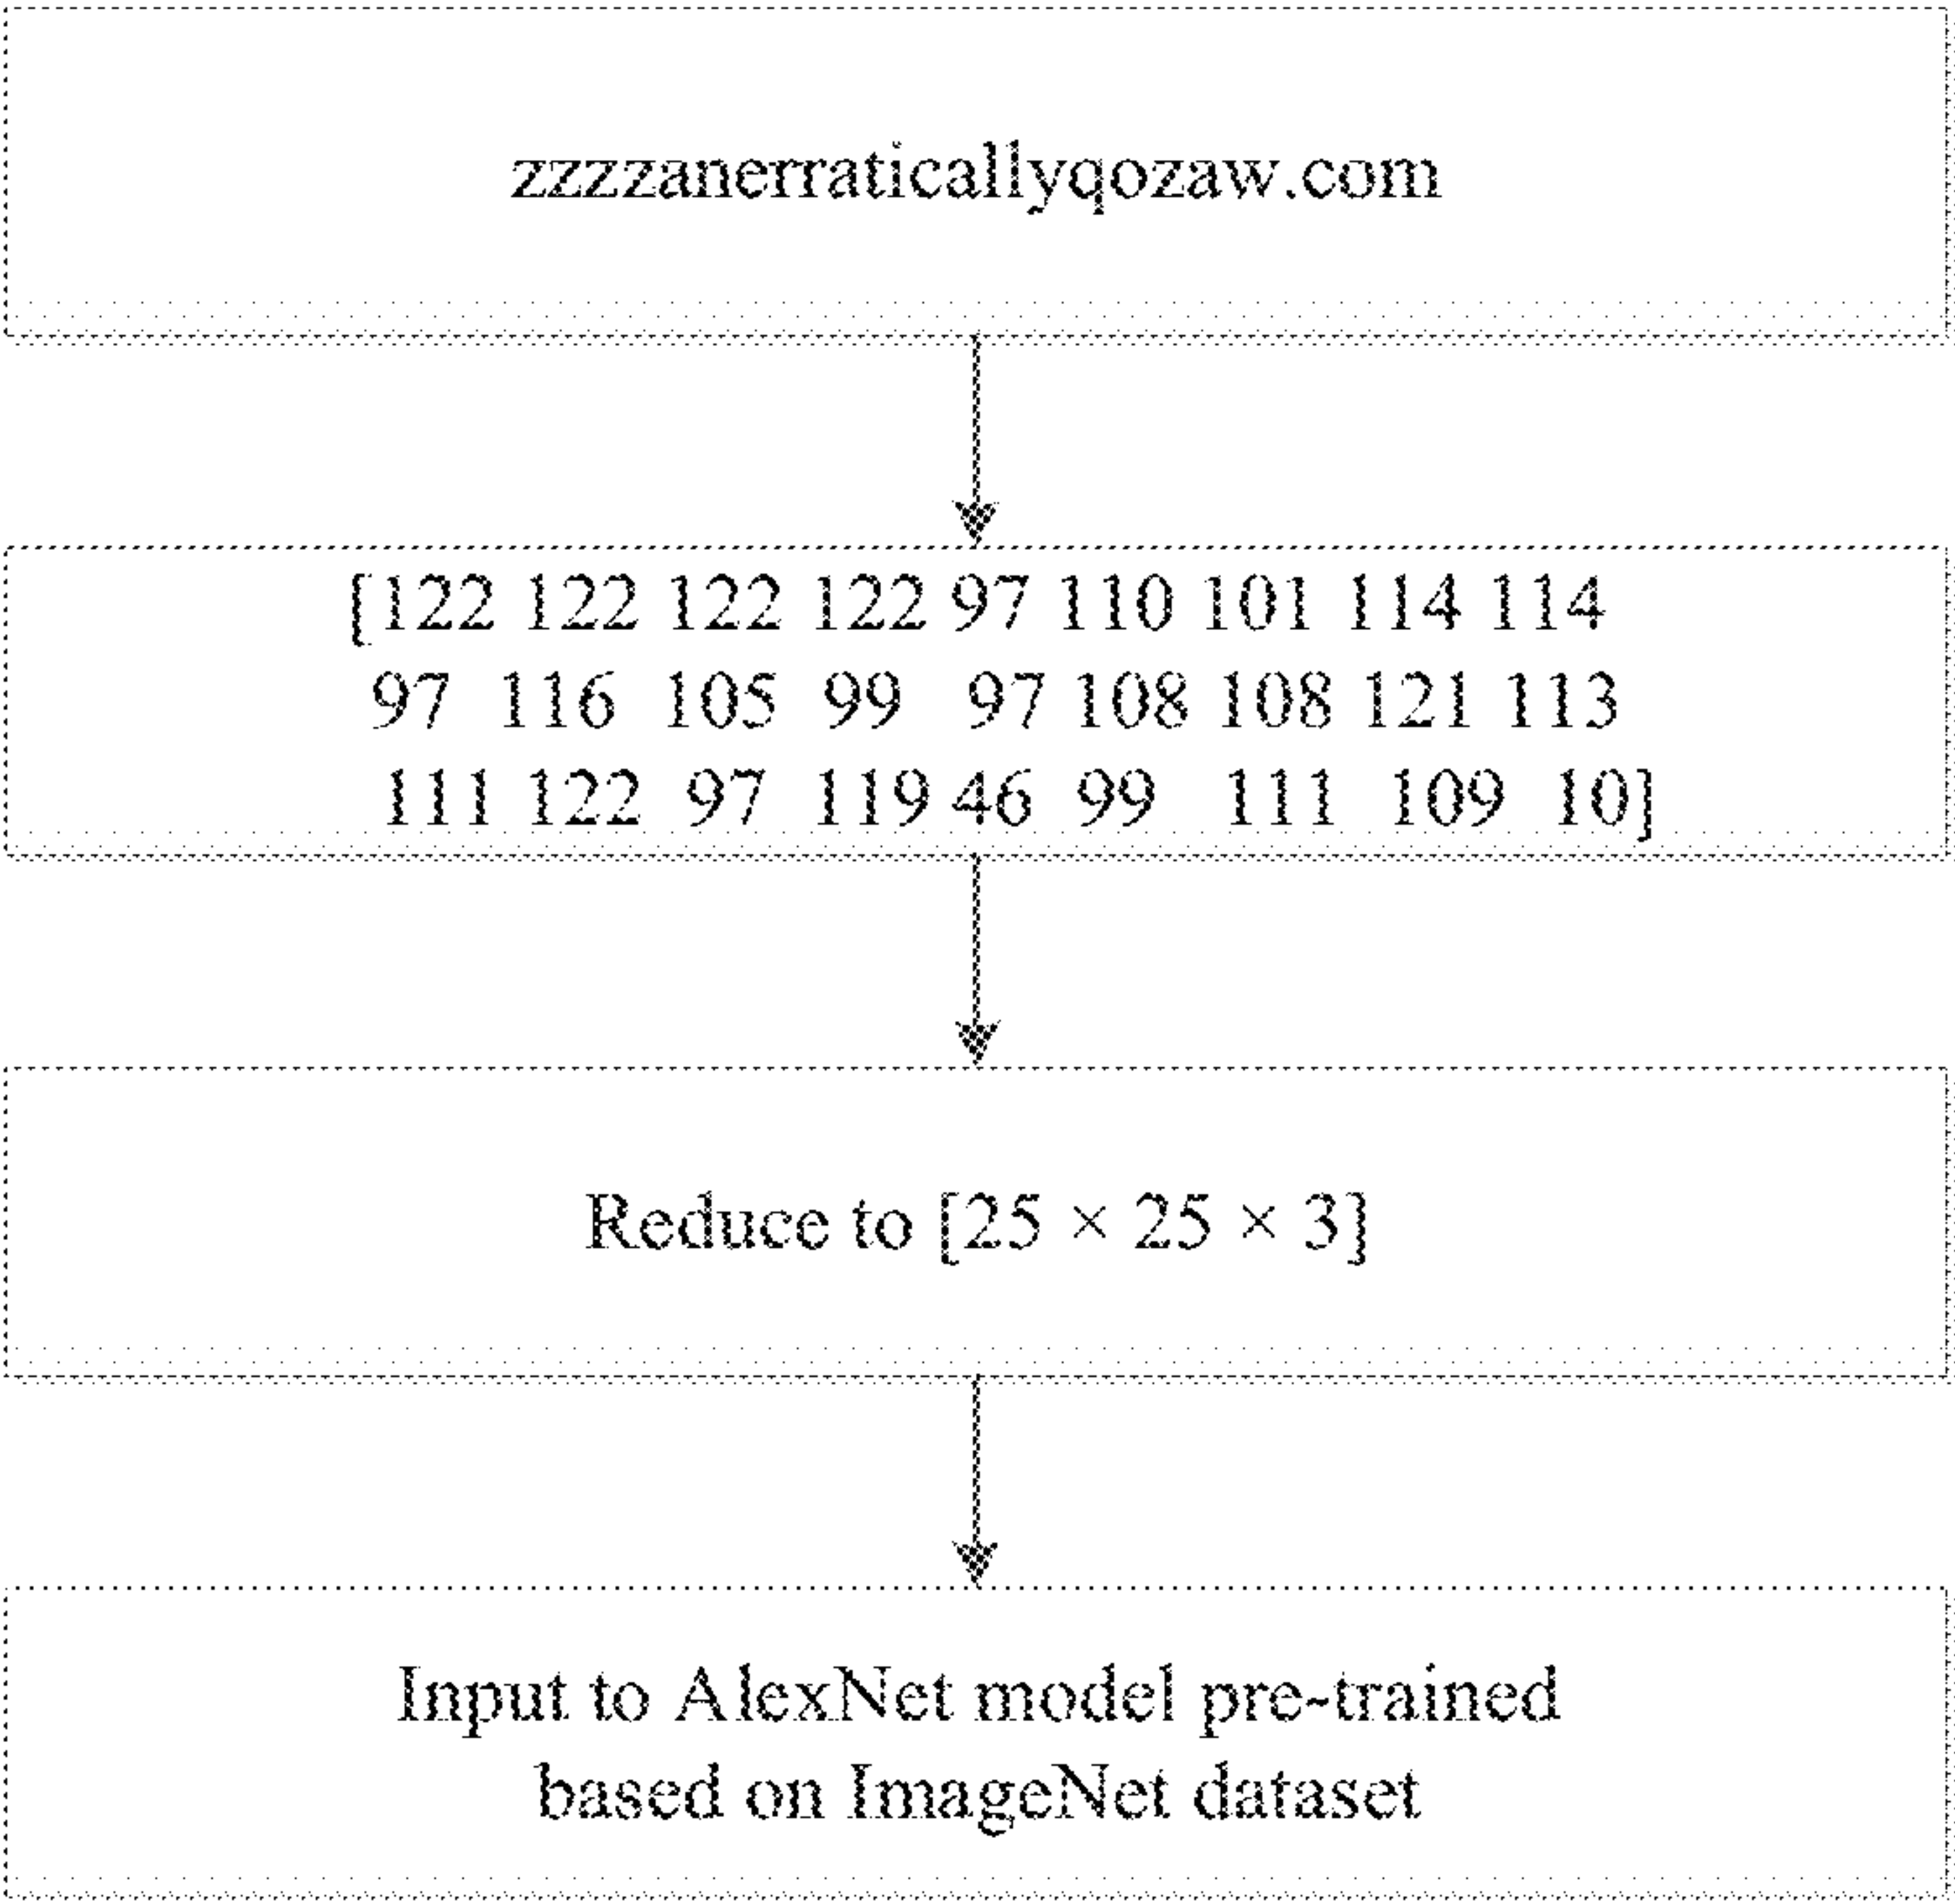 zzzzanerraticallyqozaw.com
[122 122 122 122 97 110 101 114 114
97 116 105 99 97 108 108 121 113
111 122 97 119 46 99 111 109 10]
Reduce to [25 × 25 × 3]
Input to AlexNet model pre-trained
based on ImageNet dataset